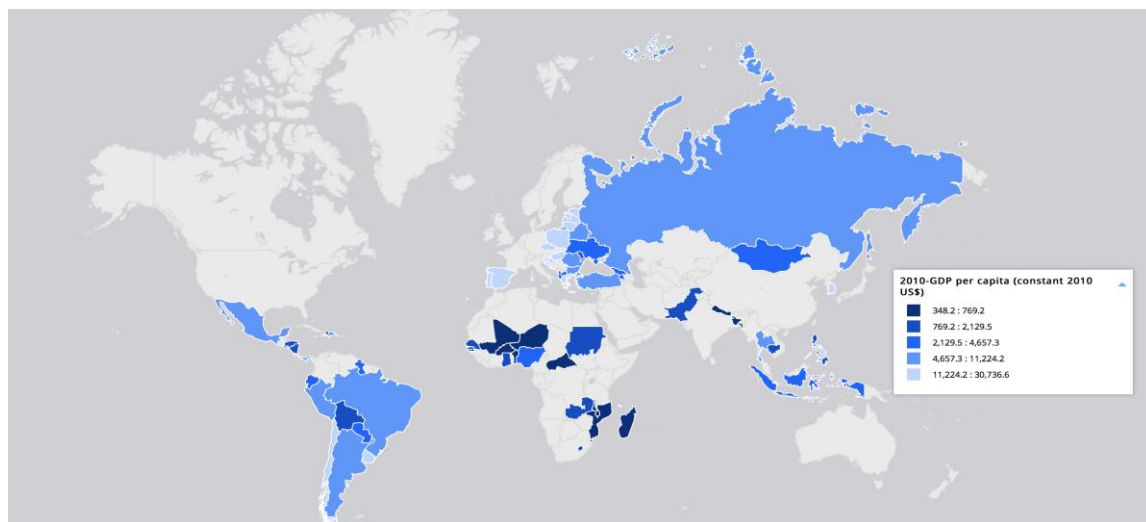 2010-GDP per capita (constant 2010
US$)
348.2 : 769.2
769.2 : 2,129.5
2,129.5 : 4,657.3
4,657.3 : 11,224.2
11,224.2 : 30,736.6